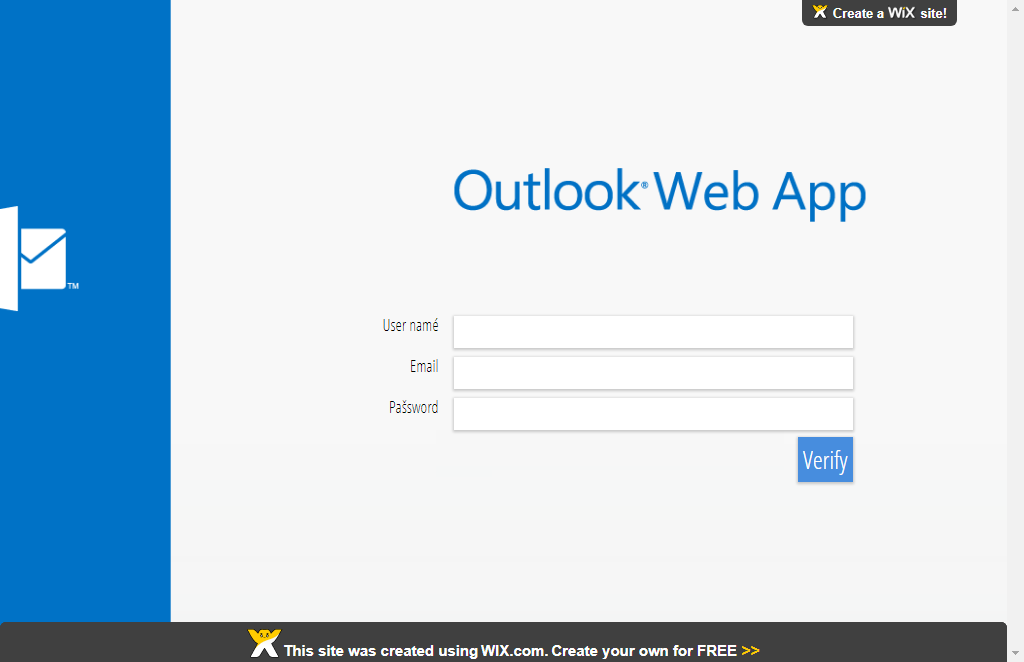 Create a WiX site!
Outlook® Web App
TM
User namé
Email
Pašsword
Verify
This site was created using WIX.com. Create your own for FREE >>